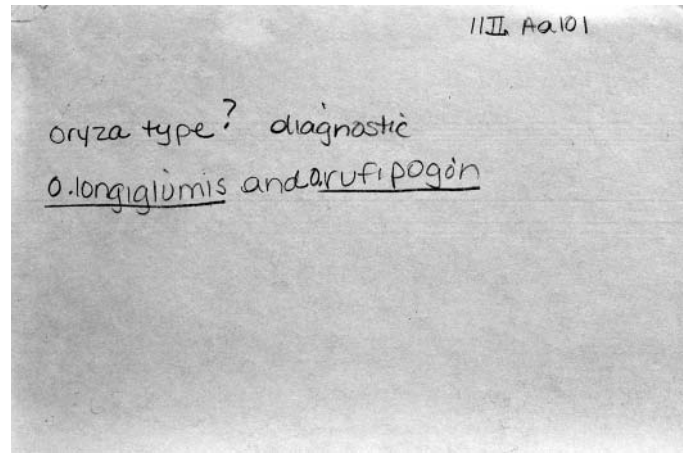 11II Aa101
oryza type? diagnostic
O.longiglumis and O.rufipogon